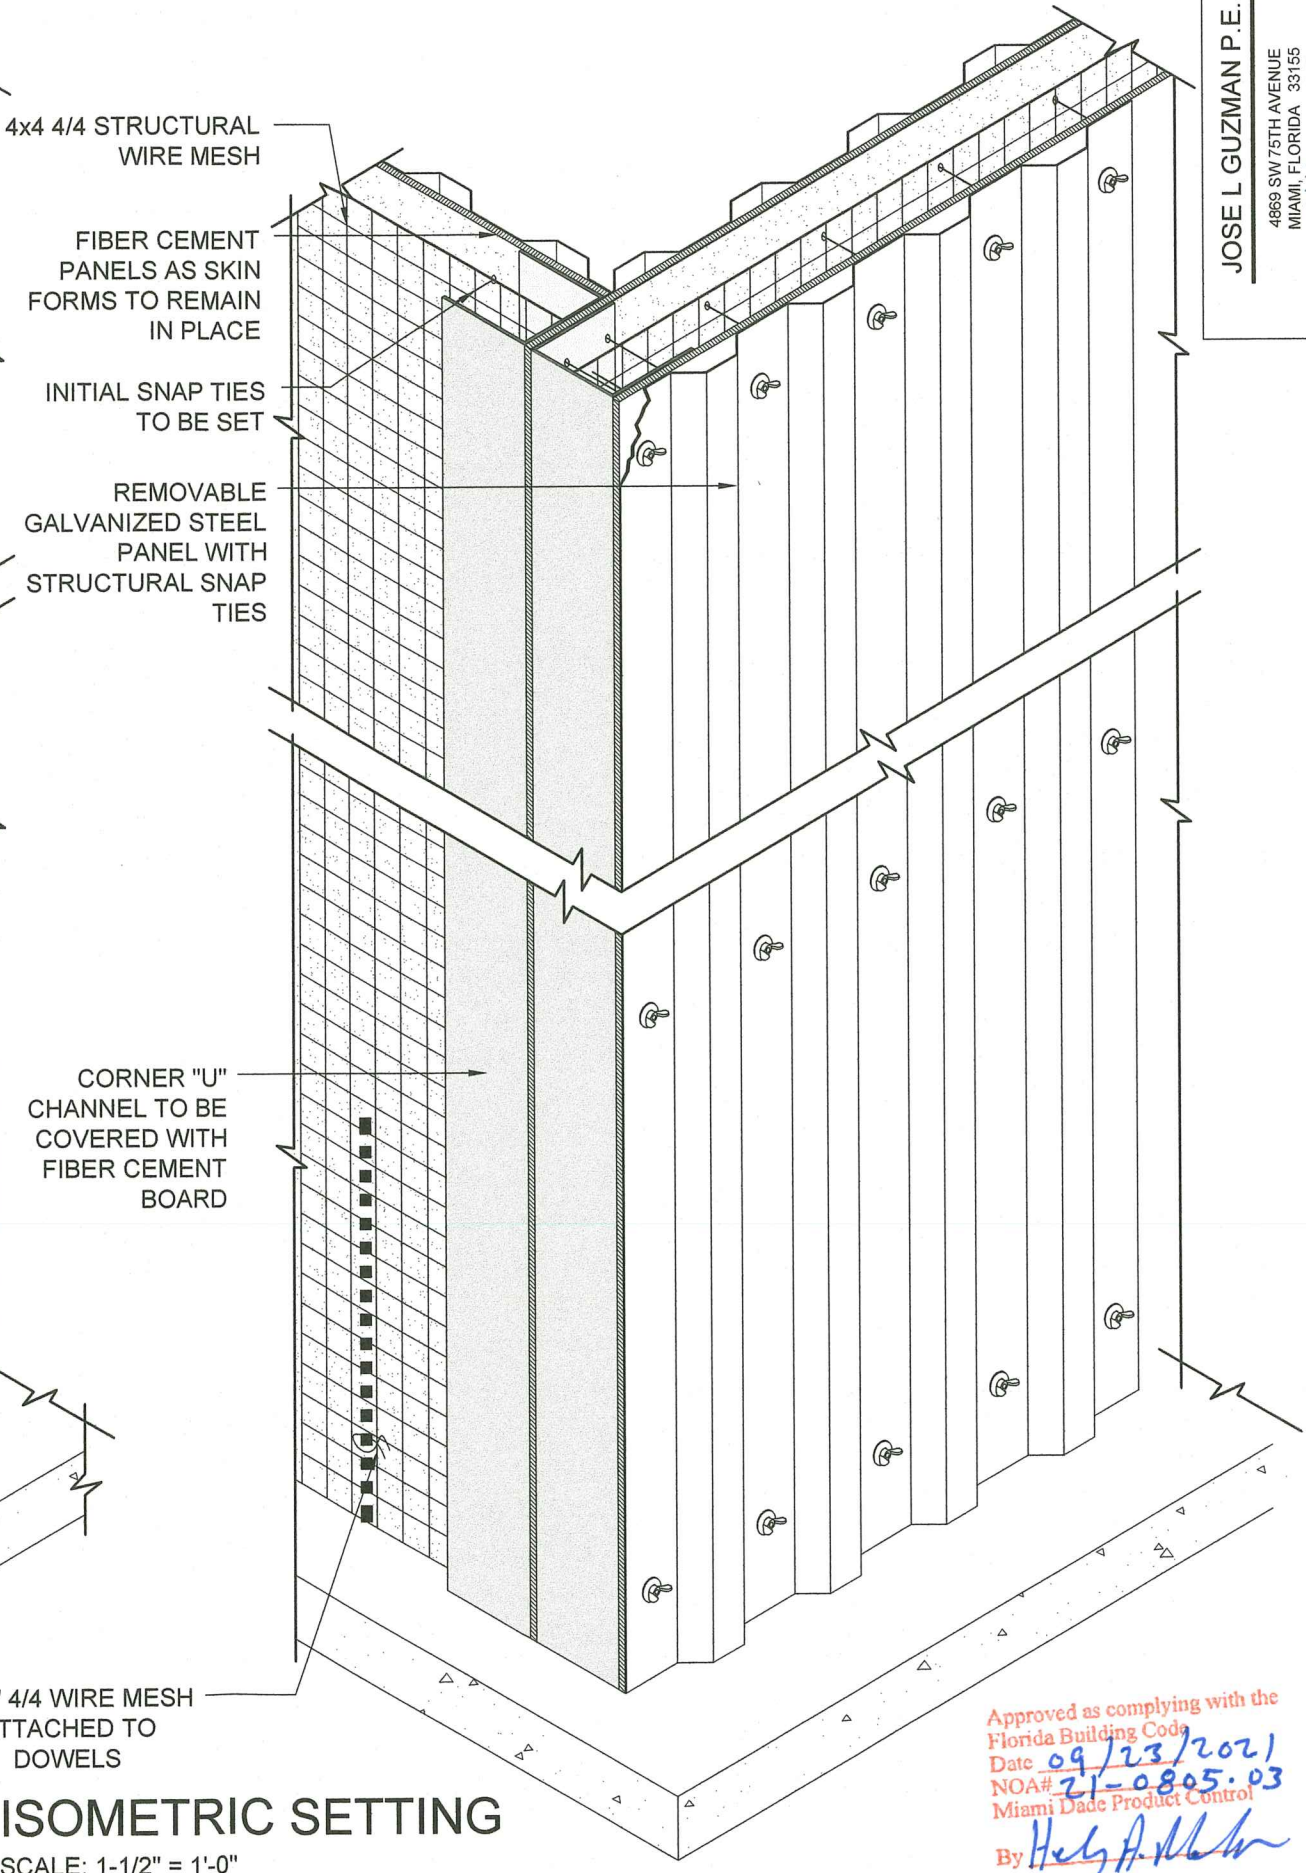 4x4 4/4 STRUCTURAL
WIRE MESH
FIBER CEMENT
PANELS AS SKIN
FORMS TO REMAIN
IN PLACE
INITIAL SNAP TIES
TO BE SET
REMOVABLE
GALVANIZED STEEL
PANEL WITH
STRUCTURAL SNAP
TIES
CORNER "U"
CHANNEL TO BE
COVERED WITH
FIBER CEMENT
BOARD
4/4 WIRE MESH
TTACHED TO
DOWELS
ISOMETRIC SETTING
SCALE: 1-1/2" = 1'-0"
JOSE L GUZMAN P.E.
4869 SW 75TH AVENUE
MIAMI, FLORIDA 33155
Approved as complying with the
Florida Building Code
Date 09/23/2021
NOA# 21-0805.03
Miami Dade Product Control
By